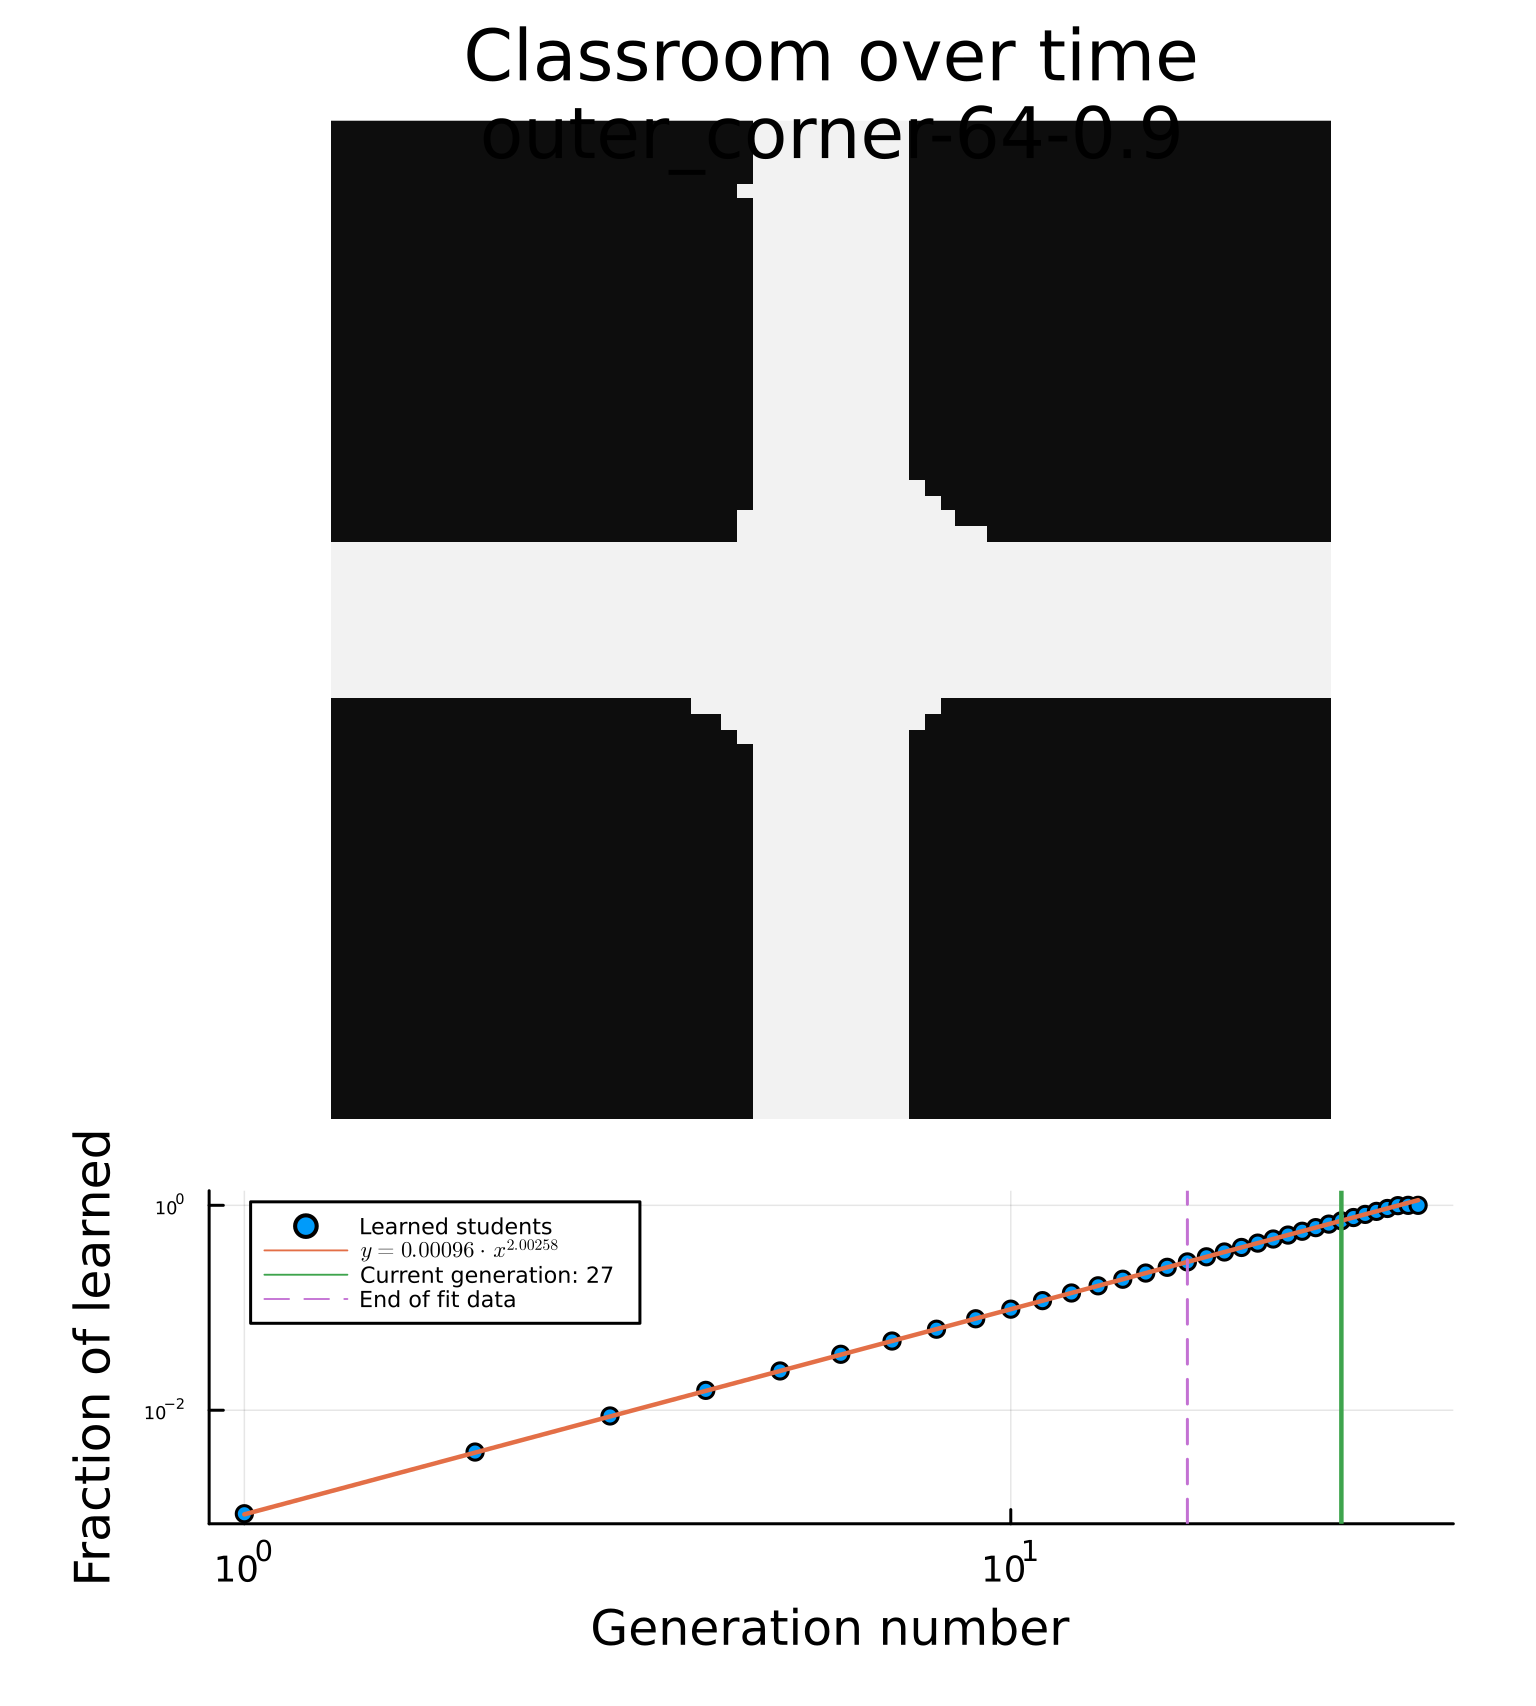 Classroom over time
outer_corner-64-0.9
Fraction of learned
10⁰
10⁻²
Learned students
y = 0.00096 · x^2.00258
Current generation: 27
End of fit data
10⁰
10¹
Generation number